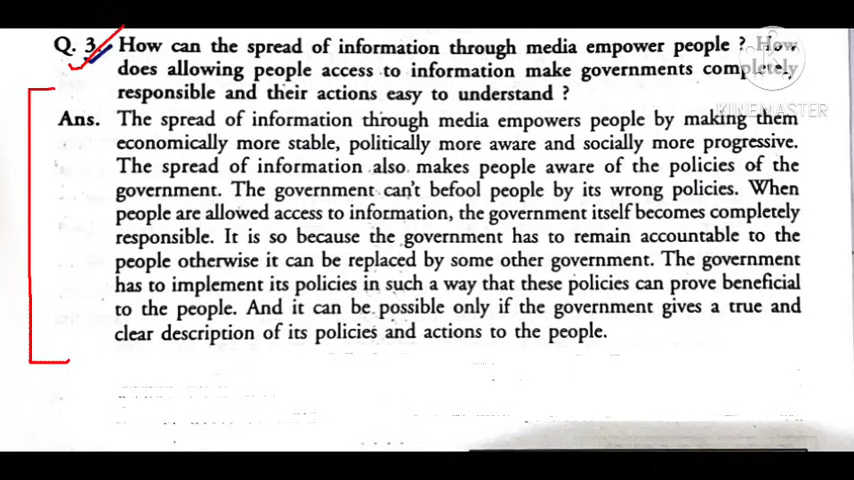 Q. 3. How can the spread of information through media empower people ? How
does allowing people access to information make governments completely
responsible and their actions easy to understand ?
KINEMASTER
Ans. The spread of information through media empowers people by making them
economically more stable, politically more aware and socially more progressive.
The spread of information also makes people aware of the policies of the
government. The government can't befool people by its wrong policies. When
people are allowed access to information, the government itself becomes completely
responsible. It is so because the government has to remain accountable to the
people otherwise it can be replaced by some other government. The government
has to implement its policies in such a way that these policies can prove beneficial
to the people. And it can be possible only if the government gives a true and
clear description of its policies and actions to the people.